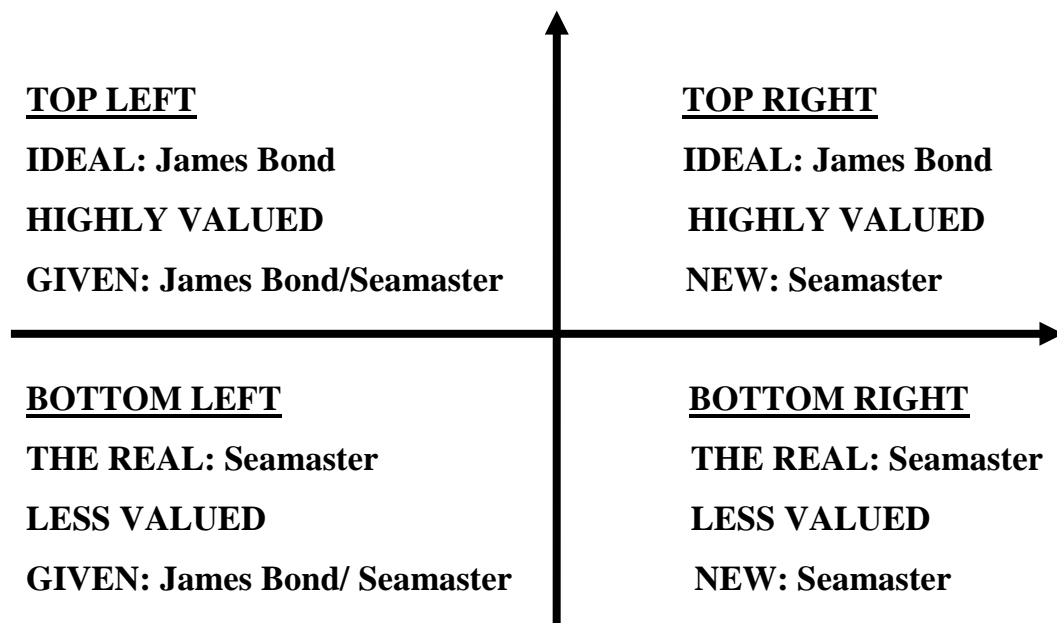 TOP LEFT
IDEAL: James Bond
HIGHLY VALUED
GIVEN: James Bond/Seamaster
TOP RIGHT
IDEAL: James Bond
HIGHLY VALUED
NEW: Seamaster
BOTTOM LEFT
THE REAL: Seamaster
LESS VALUED
GIVEN: James Bond/ Seamaster
BOTTOM RIGHT
THE REAL: Seamaster
LESS VALUED
NEW: Seamaster